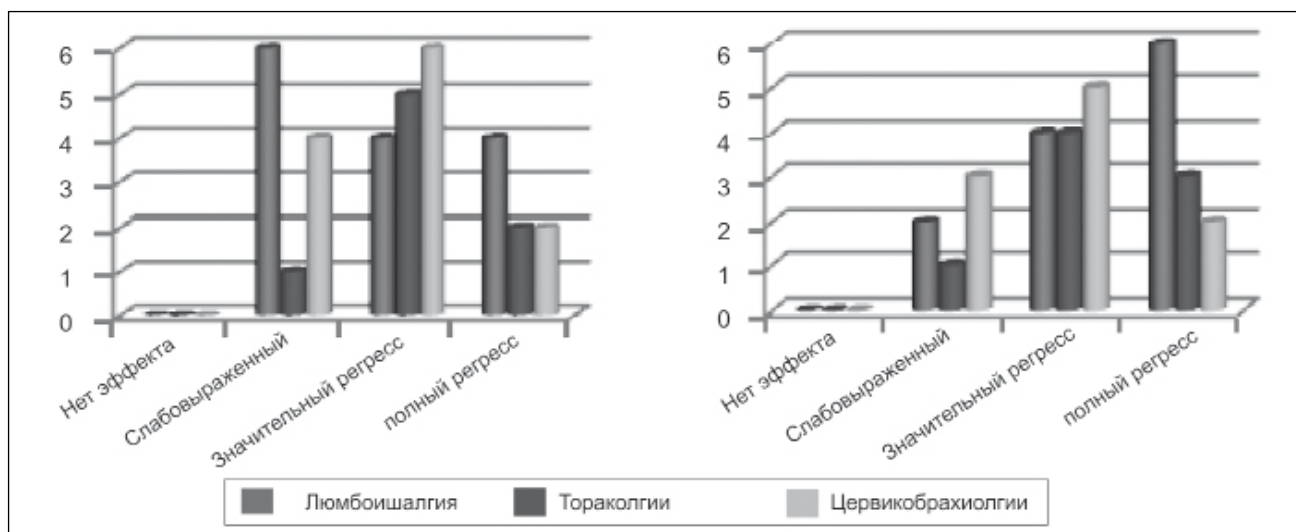 6
5
4
3
2
1
0
Нет эффекта
Слабовыраженный
Значительный регресс
полный регресс
6
5
4
3
2
1
0
Нет эффекта
Слабовыраженный
Значительный регресс
полный регресс
Люмбоишалгия Тораколгии Цервикобрахиолгии